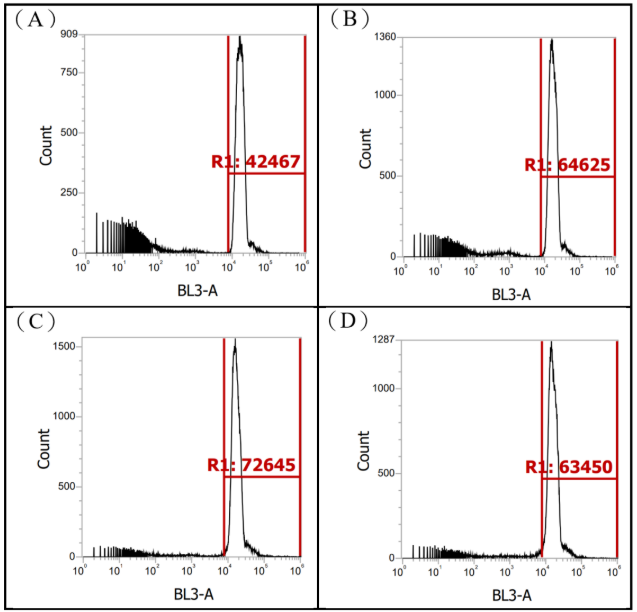 (A)
909
750
500
250
0
Count
R1: 42467
10⁰ 10¹ 10² 10³ 10⁴ 10⁵ 10⁶
BL3-A
(B)
1360
1000
500
0
Count
R1: 64625
10⁰ 10¹ 10² 10³ 10⁴ 10⁵ 10⁶
BL3-A
(C)
1500
1000
500
0
Count
R1: 72645
10⁰ 10¹ 10² 10³ 10⁴ 10⁵ 10⁶
BL3-A
(D)
1287
1000
500
0
Count
R1: 63450
10⁰ 10¹ 10² 10³ 10⁴ 10⁵ 10⁶
BL3-A